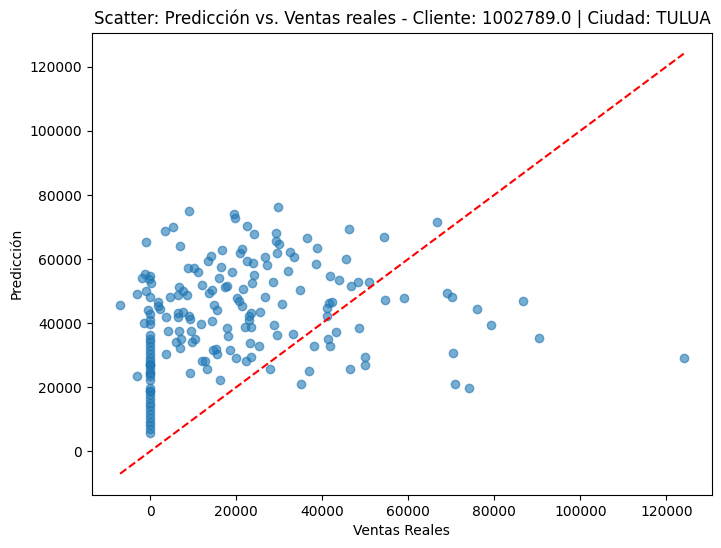 Scatter: Predicción vs. Ventas reales - Cliente: 1002789.0 | Ciudad: TULUA
120000
100000
80000
60000
40000
20000
0
Predicción
0 20000 40000 60000 80000 100000 120000
Ventas Reales